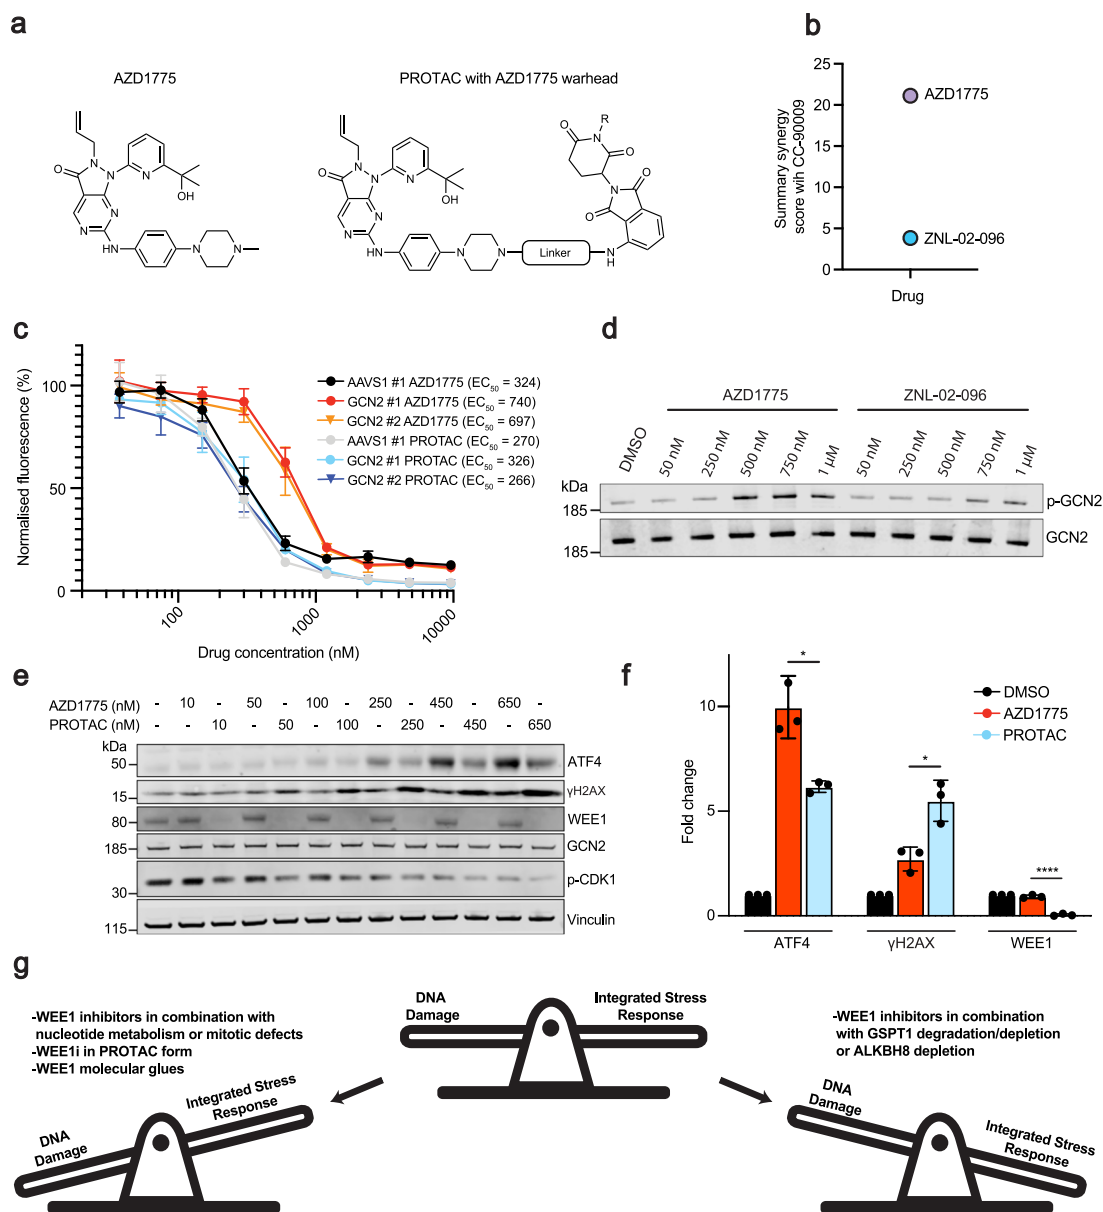 a
AZD1775
PROTAC with AZD1775 warhead
N
N
O
N
OH
N
N
HN
N
N
N
N
O
N
OH
N
N
HN
N
N
Linker
N
H
R
N
O
O
N
O
O
b
Summary synergy
score wih CC-90009
25
20
15
10
5
0
AZD1775
ZNL-02-096
Drug
c
Normalised fluorescence (%)
100
50
0
100
1000
10000
Drug concentration (nM)
AAVS1 #1 AZD1775 (EC50 = 324)
GCN2 #1 AZD1775 (EC50 = 740)
GCN2 #2 AZD1775 (EC50 = 697)
AAVS1 #1 PROTAC (EC50 = 270)
GCN2 #1 PROTAC (EC50 = 326)
GCN2 #2 PROTAC (EC50 = 266)
d
AZD1775
ZNL-02-096
DMSO 50 nM 250 nM 500 nM 750 nM 1 µM 50 nM 250 nM 500 nM 750 nM 1 µM
kDa
185
p-GCN2
185
GCN2
e
AZD1775 (nM) - 10 - 50 - 100 - 250 - 450 - 650 -
PROTAC (nM) - - 10 - 50 - 100 - 250 - 450 - 650
kDa
50 ATF4
15 γH2AX
80 WEE1
185 GCN2
30 p-CDK1
115 Vinculin
f
Fold change
10
5
0
*
*
****
DMSO
AZD1775
PROTAC
ATF4
γH2AX
WEE1
g
-WEE1 inhibitors in combination with
nucleotide metabolism or mitotic defects
-WEE1i in PROTAC form
-WEE1 molecular glues
DNA
Damage
Integrated Stress
Response
DNA
Damage
Integrated Stress
Response
-WEE1 inhibitors in combination
with GSPT1 degradation/depletion
or ALKBH8 depletion
DNA
Damage
Integrated Stress
Response